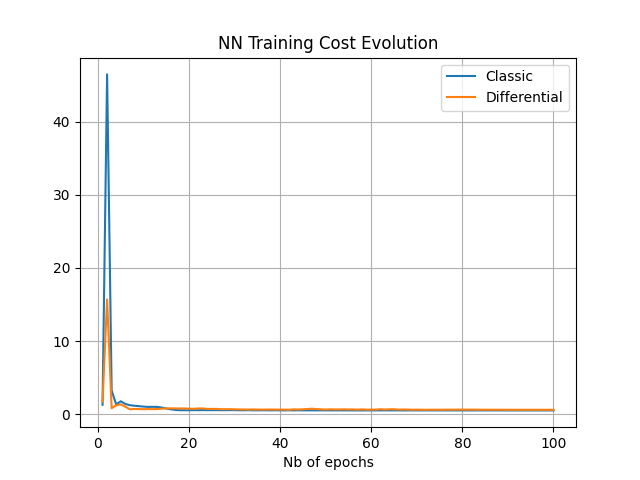 NN Training Cost Evolution
Classic
Differential
40
30
20
10
0
0 20 40 60 80 100
Nb of epochs